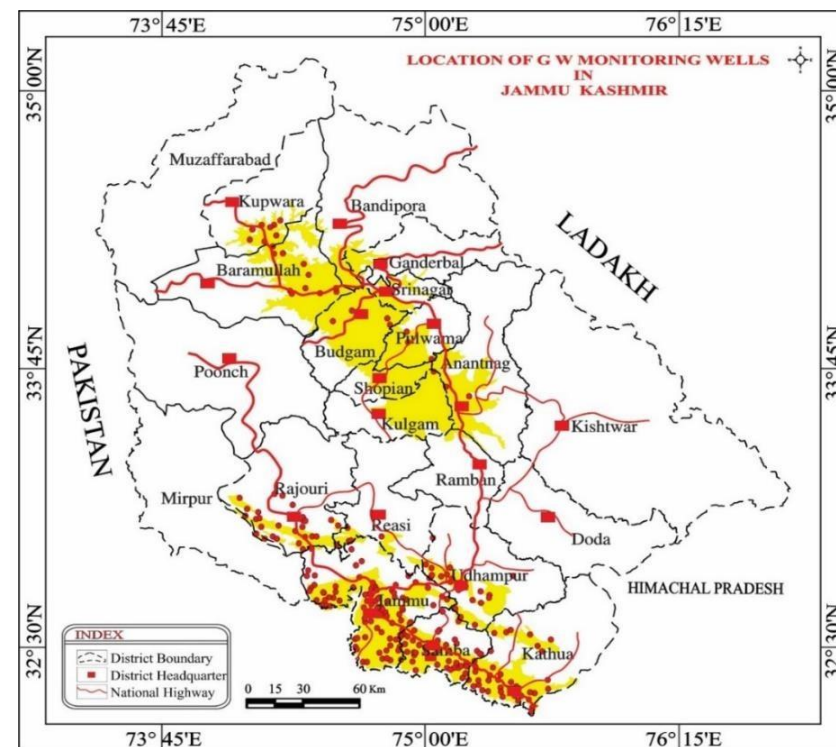 73°45'E
75°00'E
76°15'E
LOCATION OF G W MONITORING WELLS
IN
JAMMU KASHMIR
35°00'N
35°00'N
Muzaffarabad
Kupwara
Bandipora
LADAKH
Baramullah
Ganderbal
Srinagar
PAKISTAN
Budgam
Pulwama
33°45'N
33°45'N
Poonch
Anantnag
Shopian
Kulgam
Kishtwar
Ramban
Mirpur
Rajouri
Reasi
Doda
Udhampur
HIMACHAL PRADESH
Jammu
32°30'N
32°30'N
Samba
Kathua
INDEX
District Boundary
District Headquarter
National Highway
0 15 30 60 Km
73°45'E
75°00'E
76°15'E